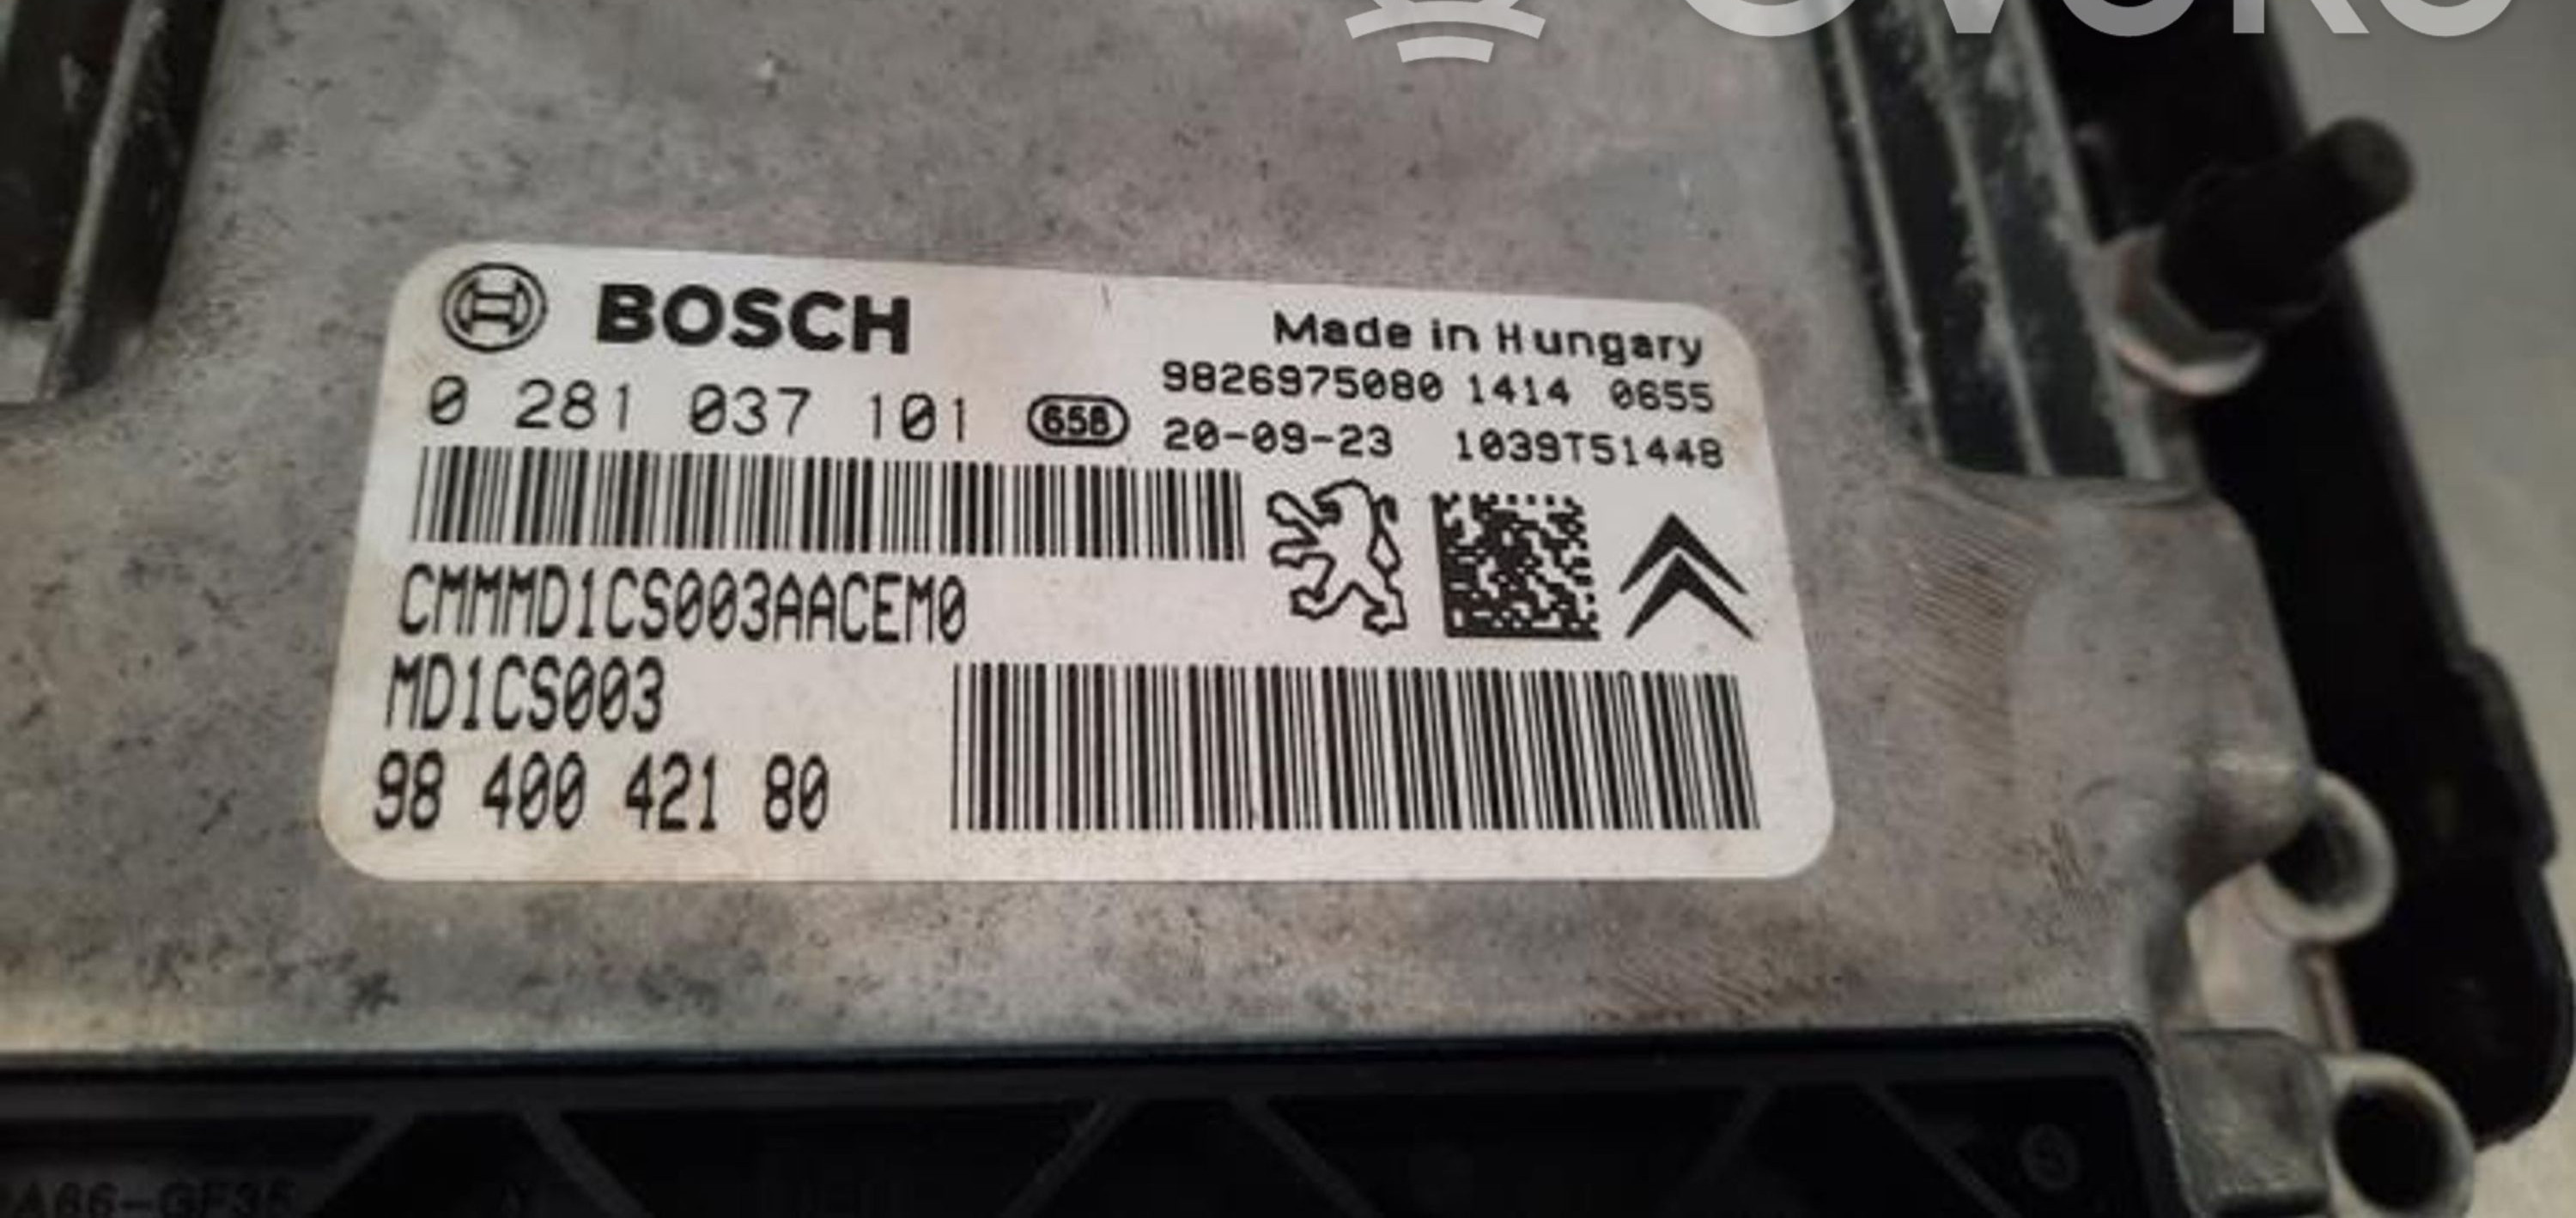 BOSCH
Made in Hungary
0 281 037 101
658
9826975080 1414 0655
20-09-23 1039T51448
CMMMD1CS003AACEM0
MD1CS003
98 400 421 80